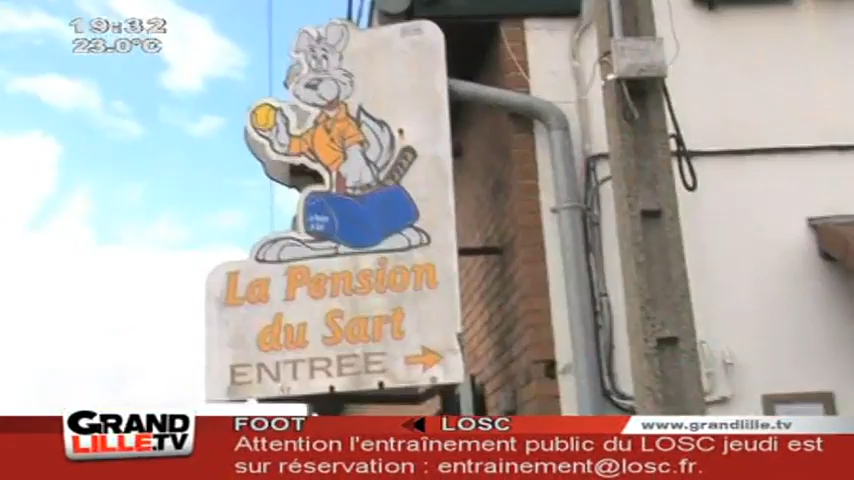 19:32
23.0°C
La Pension
du Sart
ENTREE
GRAND
LILLE.TV
FOOT LOSC
www.grandlille.tv
Attention l'entraînement public du LOSC jeudi est
sur réservation : entrainement@losc.fr.